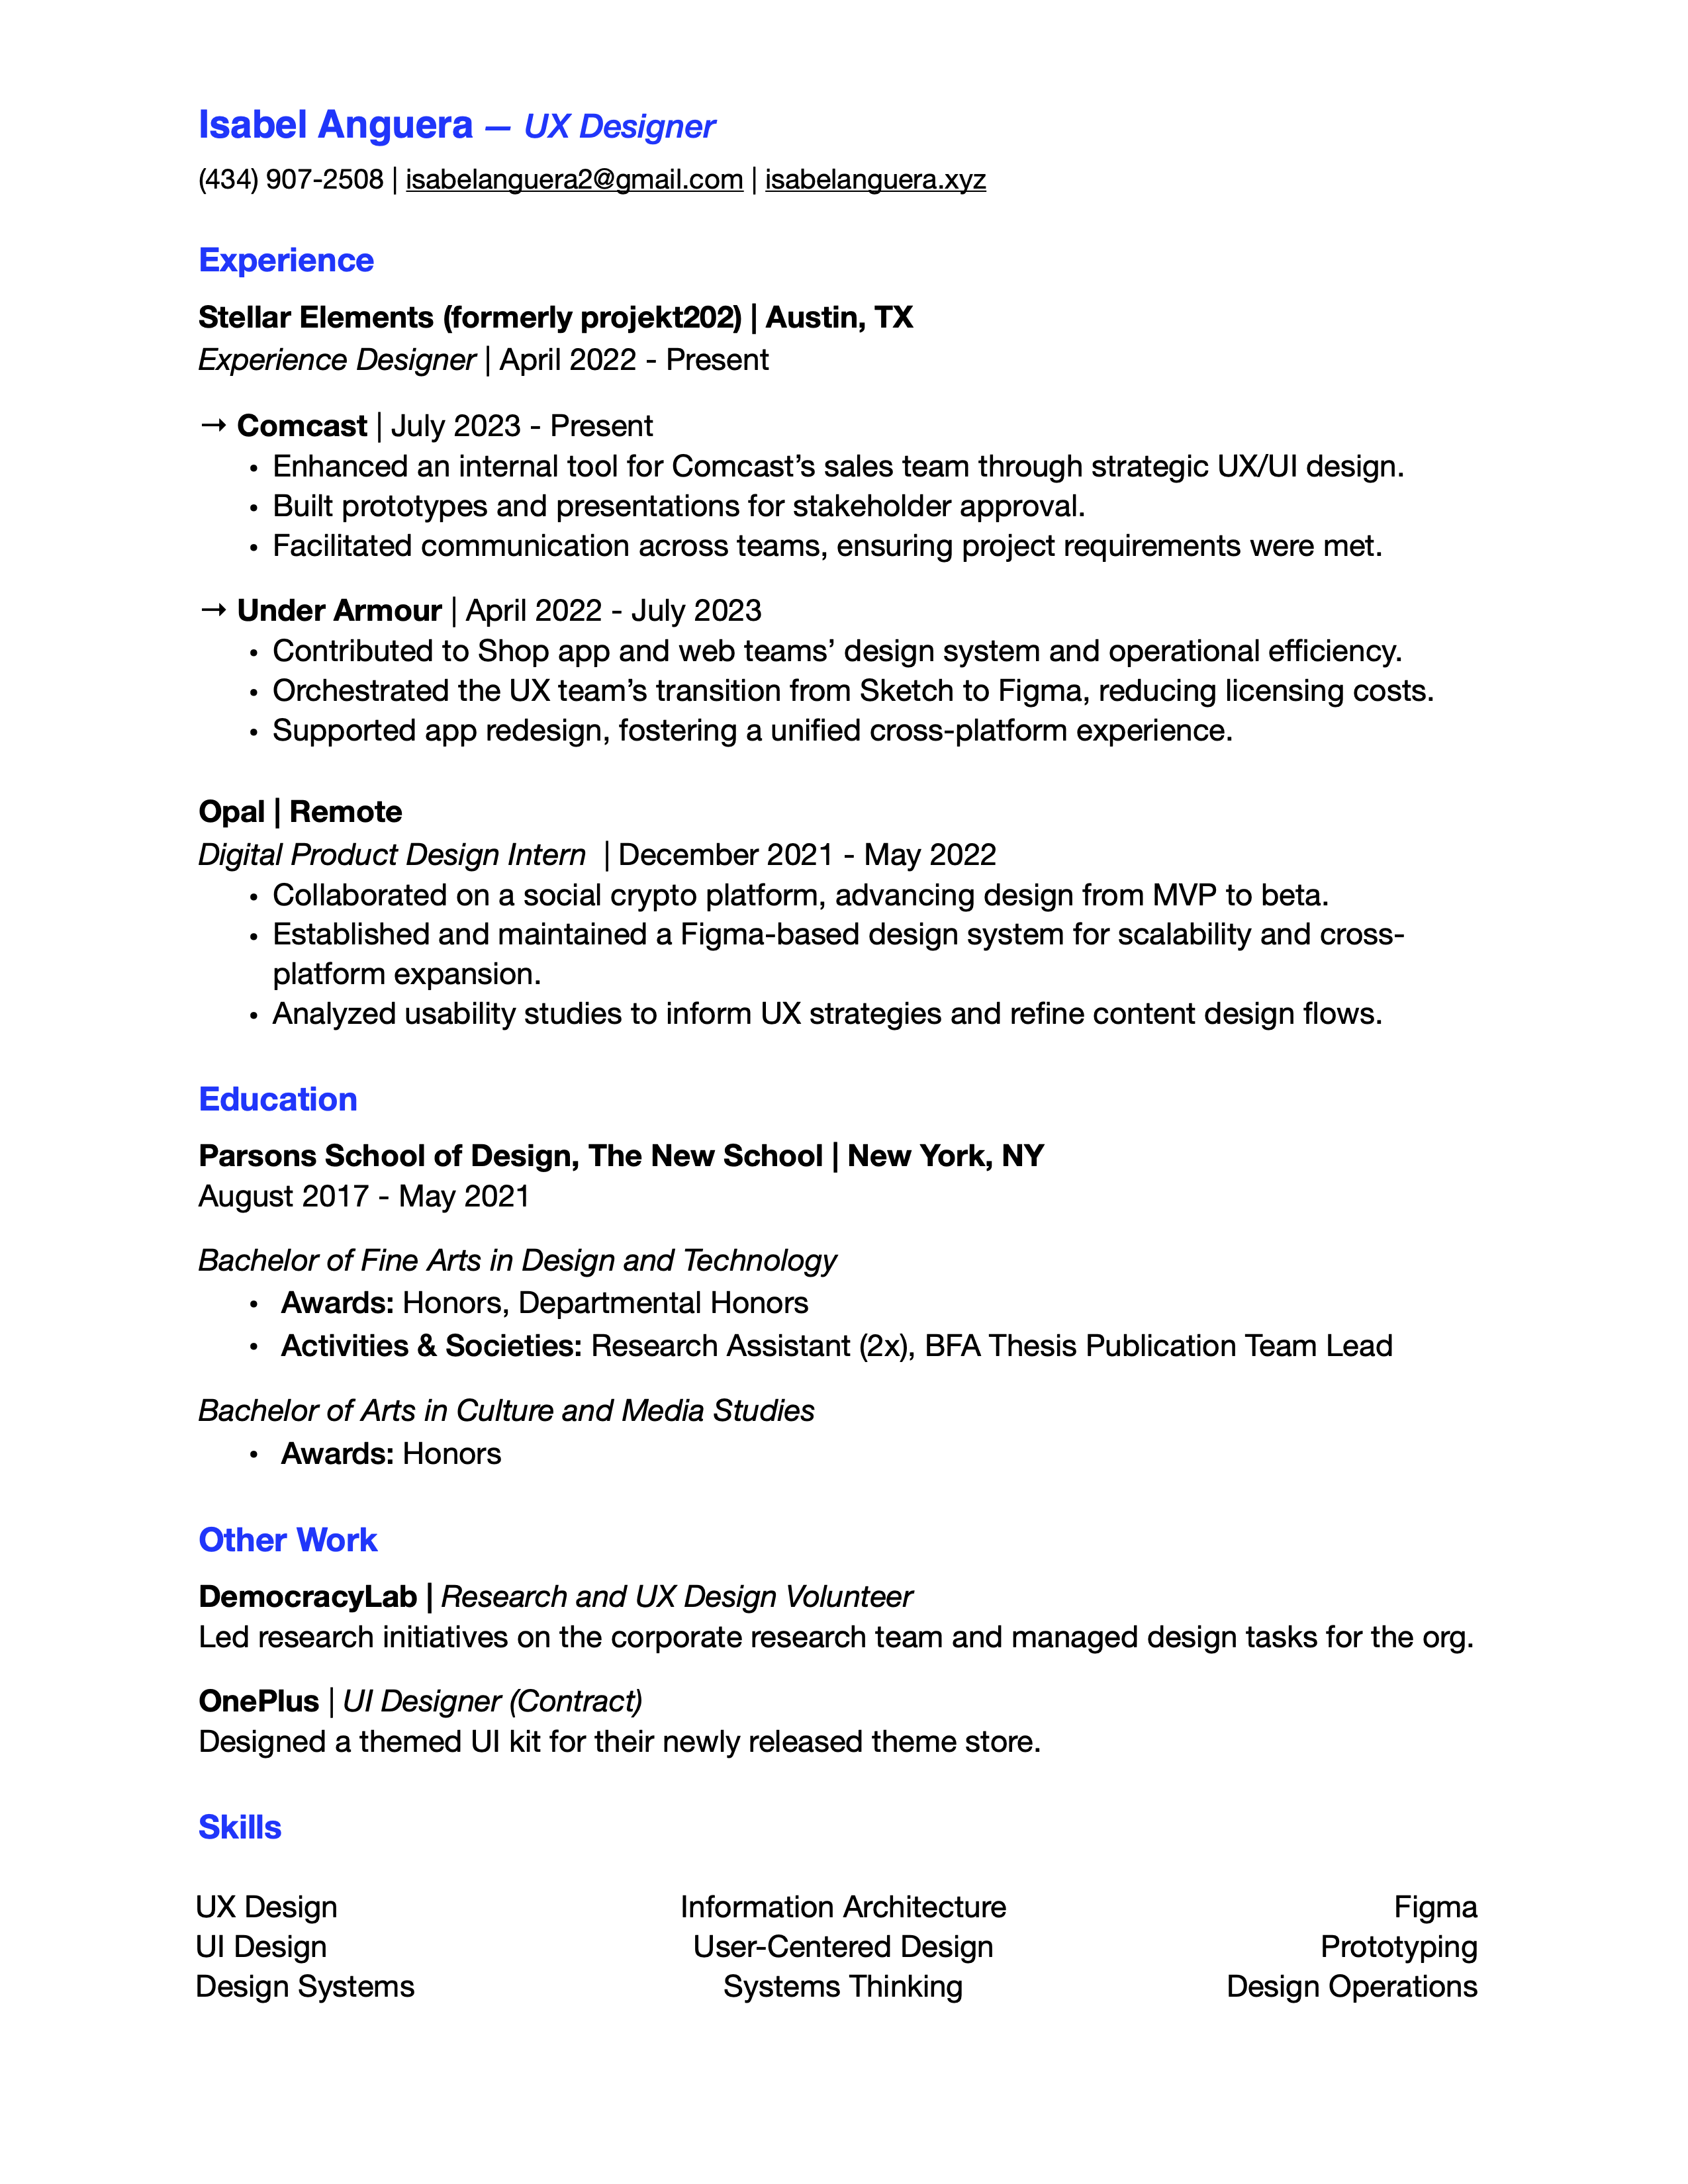 Isabel Anguera — UX Designer
(434) 907-2508 | isabelanguera2@gmail.com | isabelanguera.xyz
Experience
Stellar Elements (formerly projekt202) | Austin, TX
Experience Designer | April 2022 - Present
→ Comcast | July 2023 - Present
• Enhanced an internal tool for Comcast’s sales team through strategic UX/UI design.
• Built prototypes and presentations for stakeholder approval.
• Facilitated communication across teams, ensuring project requirements were met.
→ Under Armour | April 2022 - July 2023
• Contributed to Shop app and web teams’ design system and operational efficiency.
• Orchestrated the UX team’s transition from Sketch to Figma, reducing licensing costs.
• Supported app redesign, fostering a unified cross-platform experience.
Opal | Remote
Digital Product Design Intern | December 2021 - May 2022
• Collaborated on a social crypto platform, advancing design from MVP to beta.
• Established and maintained a Figma-based design system for scalability and cross-
platform expansion.
• Analyzed usability studies to inform UX strategies and refine content design flows.
Education
Parsons School of Design, The New School | New York, NY
August 2017 - May 2021
Bachelor of Fine Arts in Design and Technology
• Awards: Honors, Departmental Honors
• Activities & Societies: Research Assistant (2x), BFA Thesis Publication Team Lead
Bachelor of Arts in Culture and Media Studies
• Awards: Honors
Other Work
DemocracyLab | Research and UX Design Volunteer
Led research initiatives on the corporate research team and managed design tasks for the org.
OnePlus | UI Designer (Contract)
Designed a themed UI kit for their newly released theme store.
Skills
UX Design Information Architecture Figma
UI Design User-Centered Design Prototyping
Design Systems Systems Thinking Design Operations